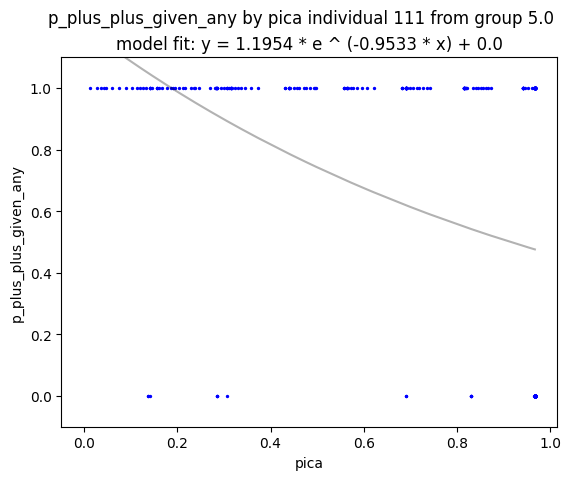 p_plus_plus_given_any by pica individual 111 from group 5.0
model fit: y = 1.1954 * e ^ (-0.9533 * x) + 0.0
p_plus_plus_given_any
1.0
0.8
0.6
0.4
0.2
0.0
0.0 0.2 0.4 0.6 0.8 1.0
pica